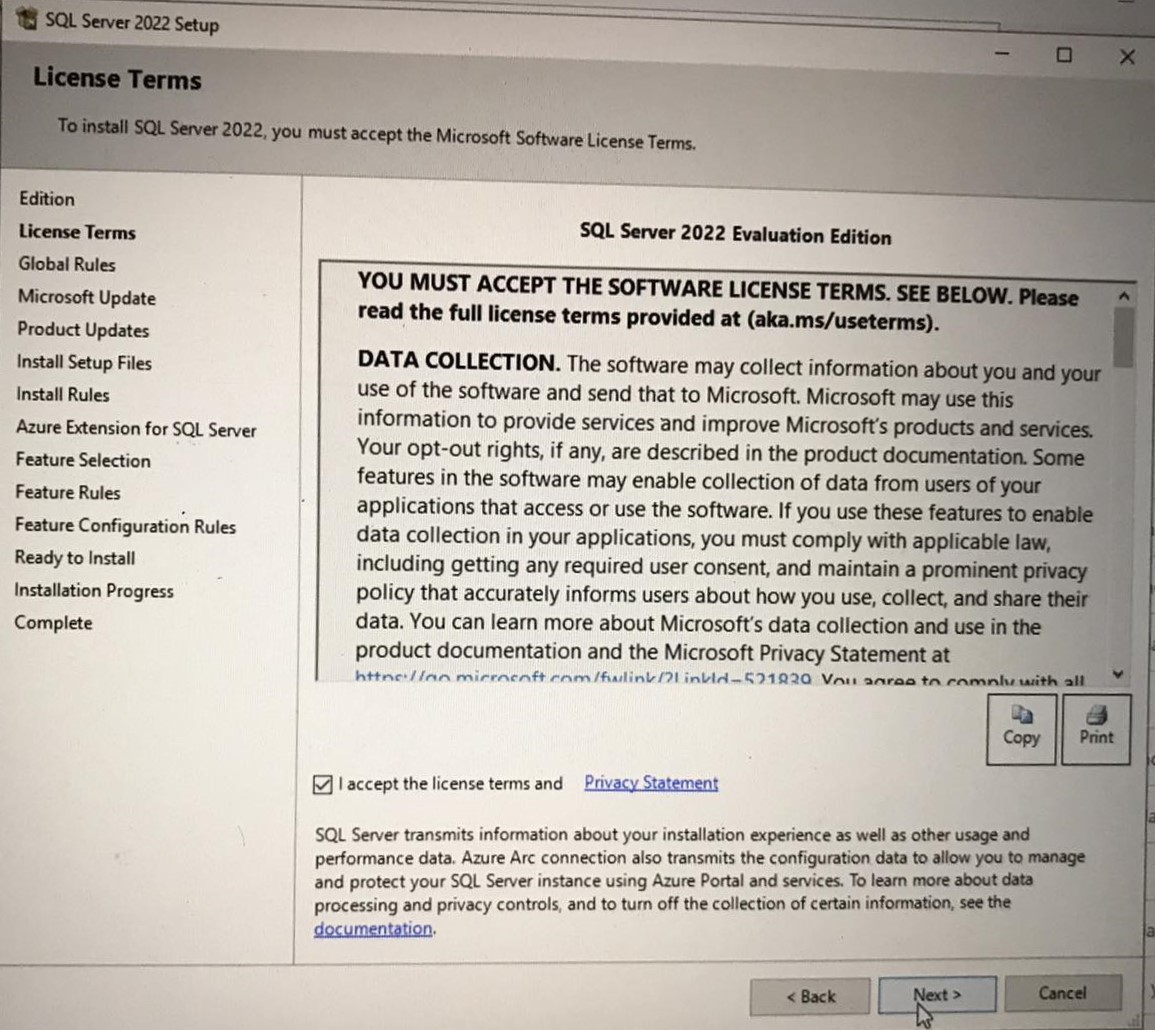 SQL Server 2022 Setup
License Terms
To install SQL Server 2022, you must accept the Microsoft Software License Terms.
Edition
License Terms
Global Rules
Microsoft Update
Product Updates
Install Setup Files
Install Rules
Azure Extension for SQL Server
Feature Selection
Feature Rules
Feature Configuration Rules
Ready to Install
Installation Progress
Complete
SQL Server 2022 Evaluation Edition
YOU MUST ACCEPT THE SOFTWARE LICENSE TERMS. SEE BELOW. Please
read the full license terms provided at (aka.ms/useterms).
DATA COLLECTION. The software may collect information about you and your
use of the software and send that to Microsoft. Microsoft may use this
information to provide services and improve Microsoft's products and services.
Your opt-out rights, if any, are described in the product documentation. Some
features in the software may enable collection of data from users of your
applications that access or use the software. If you use these features to enable
data collection in your applications, you must comply with applicable law,
including getting any required user consent, and maintain a prominent privacy
policy that accurately informs users about how you use, collect, and share their
data. You can learn more about Microsoft's data collection and use in the
product documentation and the Microsoft Privacy Statement at
https://go.microsoft.com/fwlink/?LinkId=521839. You agree to comply with all
Copy
Print
I accept the license terms and Privacy Statement
SQL Server transmits information about your installation experience as well as other usage and
performance data. Azure Arc connection also transmits the configuration data to allow you to manage
and protect your SQL Server instance using Azure Portal and services. To learn more about data
processing and privacy controls, and to turn off the collection of certain information, see the
documentation.
< Back
Next >
Cancel